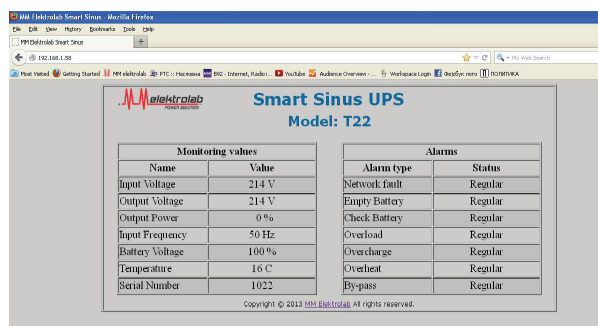 MM Elektrolab Smart Sinus - Mozilla Firefox
File Edit View History Bookmarks Tools Help
MM Elektrolab Smart Sinus +
192.168.1.58 My Web Search
Most Visited Getting Started MM elektrolab РТС :: Насловна B92 - Internet, Radio i... YouTube Audience Overview - ... Workspace Login Фејсбук лого ПОЛИТИКА
elektrolab
POWER SOLUTION
Smart Sinus UPS
Model: T22
Monitoring values
Name Value
Input Voltage 214 V
Output Voltage 214 V
Output Power 0 %
Input Frequency 50 Hz
Battery Voltage 100 %
Temperature 16 C
Serial Number 1022
Alarms
Alarm type Status
Network fault Regular
Empty Battery Regular
Check Battery Regular
Overload Regular
Overcharge Regular
Overheat Regular
By-pass Regular
Copyright © 2013 MM Elektrolab All rights reserved.